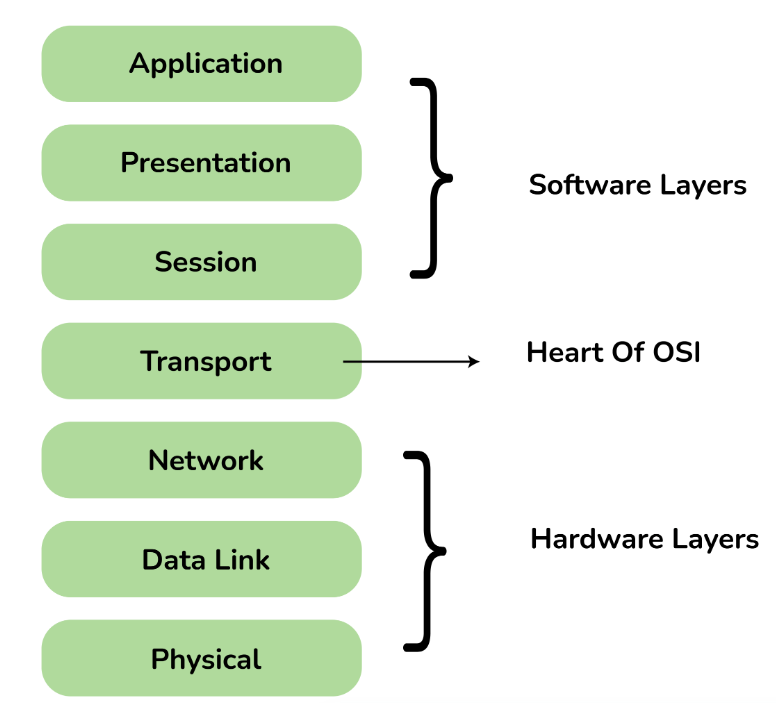 Application
Presentation
Software Layers
Session
Transport
Heart Of OSI
Network
Data Link
Hardware Layers
Physical